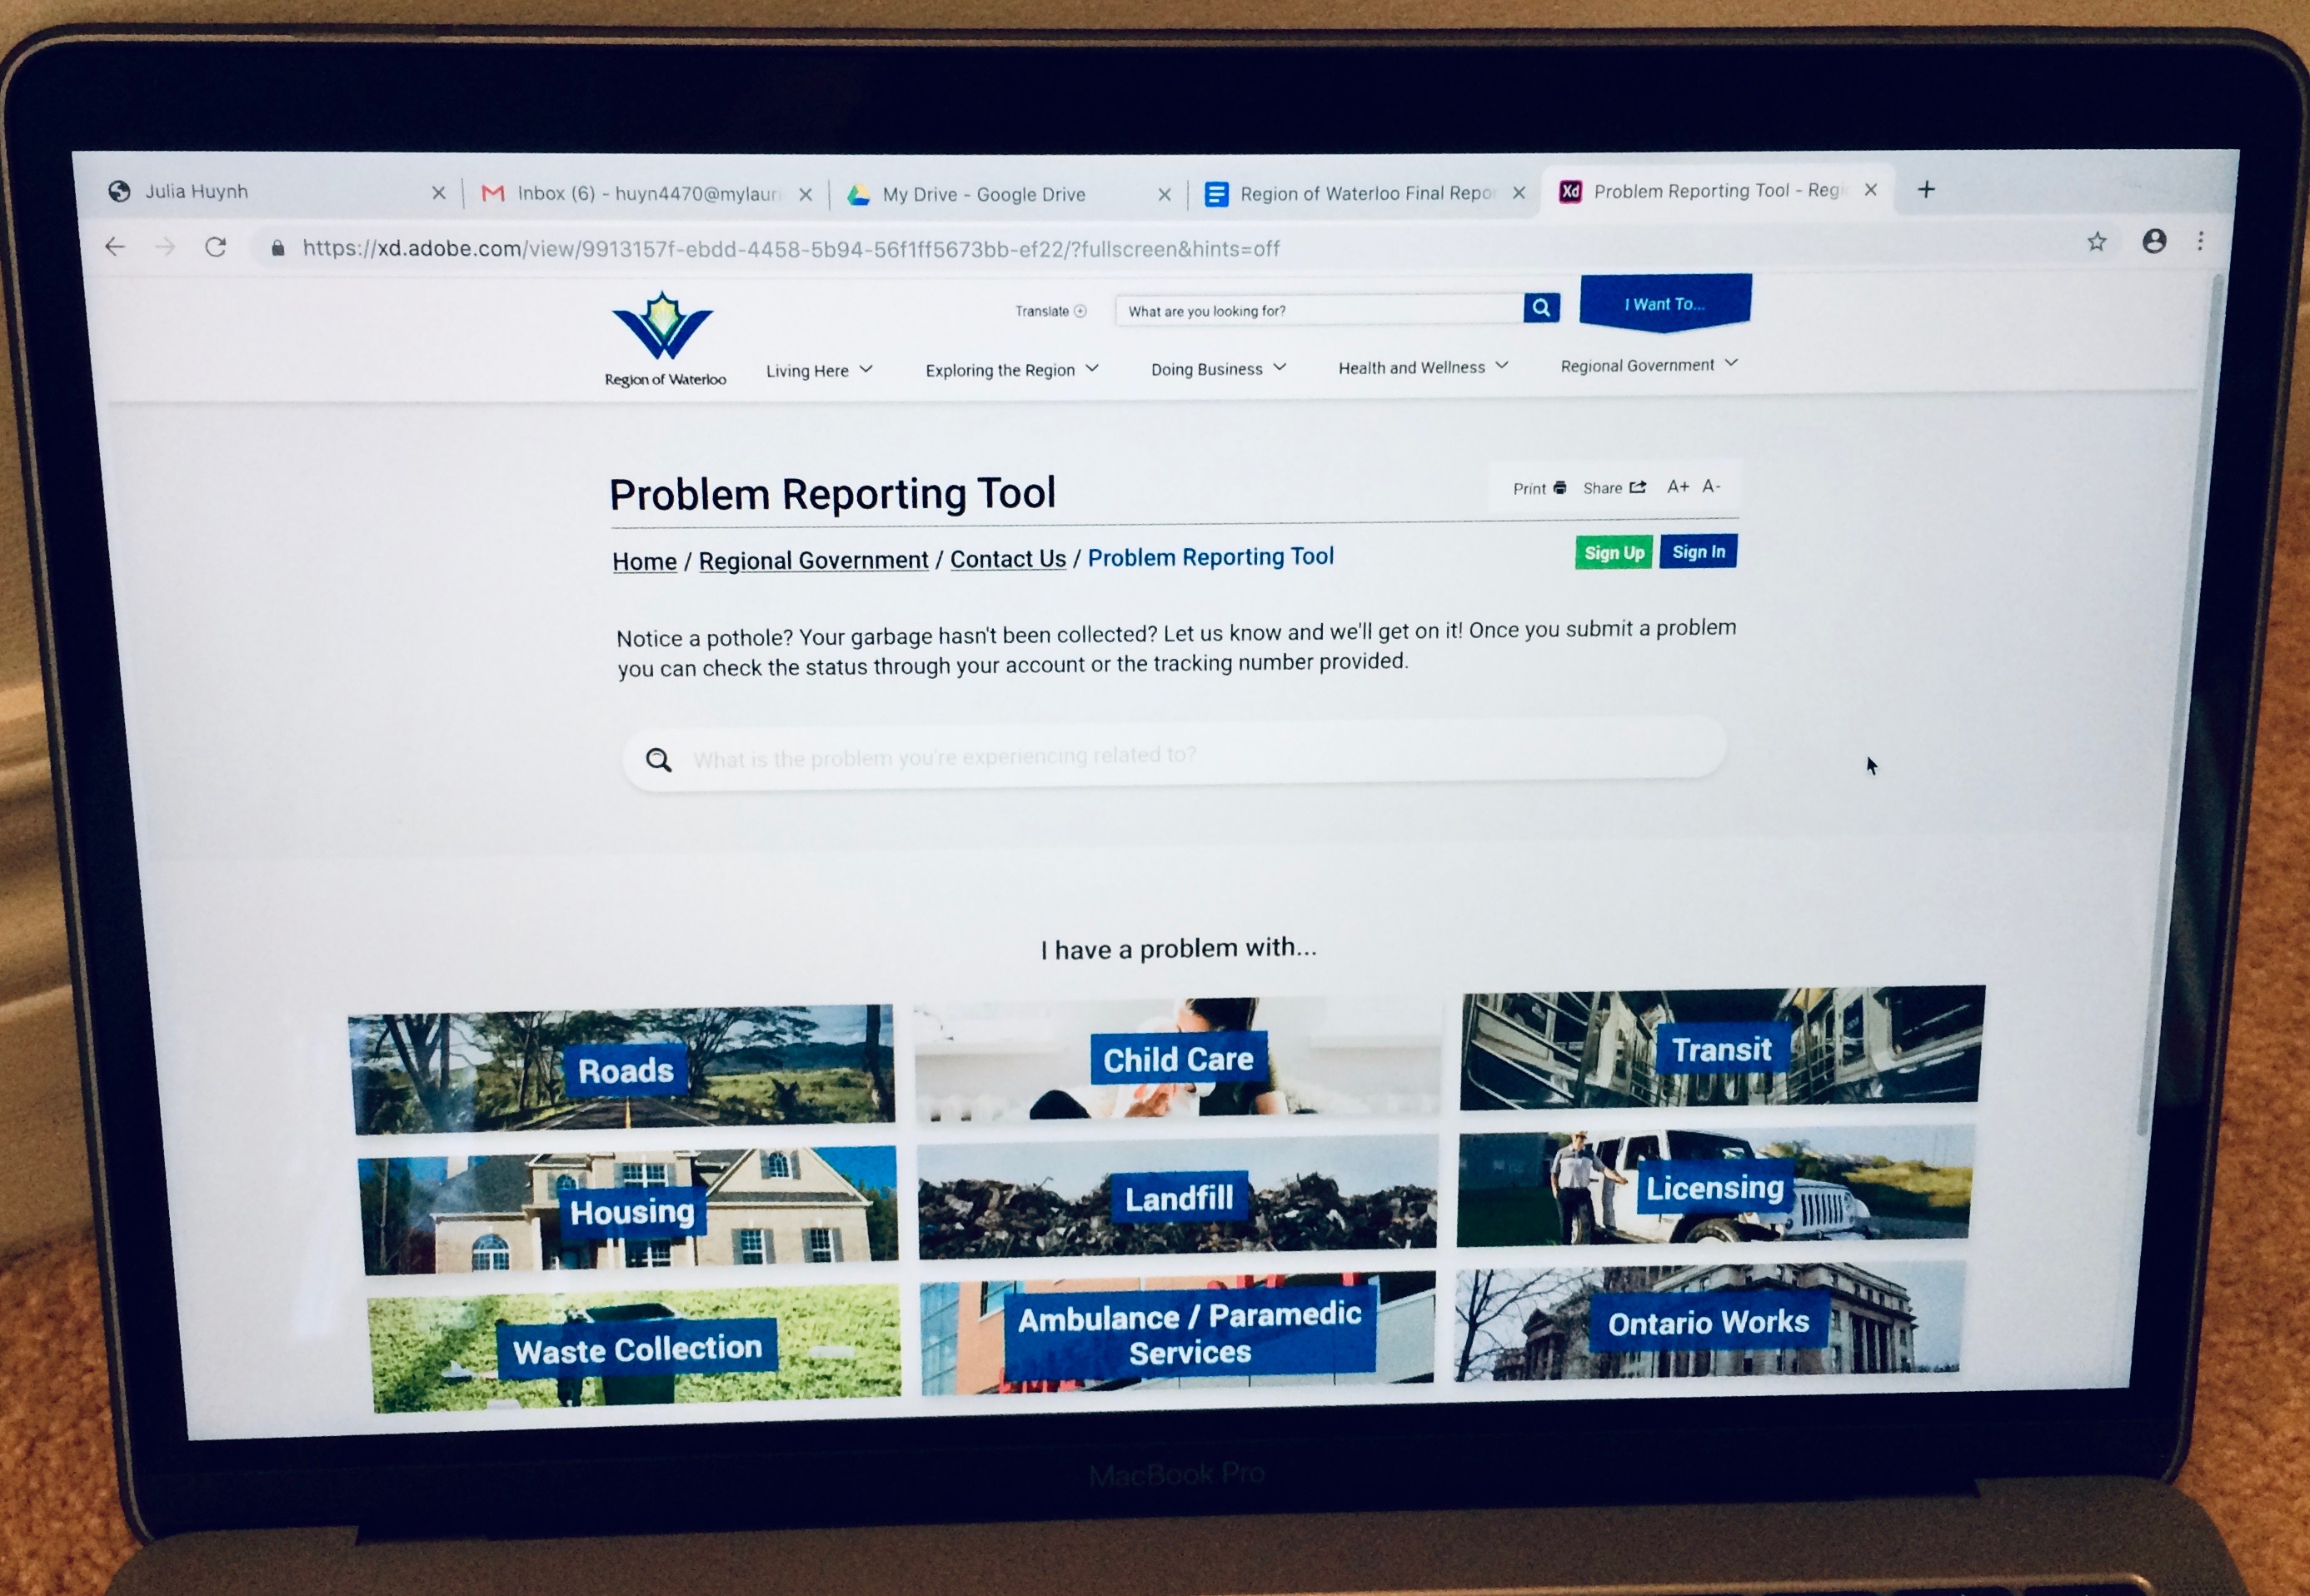 Julia Huynh
Inbox (6) - huyn4470@mylaur
My Drive - Google Drive
Region of Waterloo Final Repo
Xd
Problem Reporting Tool - Regi
https://xd.adobe.com/view/9913157f-ebdd-4458-5b94-56f1ff5673bb-ef22/?fullscreen&hints=off
Translate
What are you looking for?
I Want To...
Region of Waterloo
Living Here
Exploring the Region
Doing Business
Health and Wellness
Regional Government
Problem Reporting Tool
Print
Share
A+ A-
Home / Regional Government / Contact Us / Problem Reporting Tool
Sign Up
Sign In
Notice a pothole? Your garbage hasn't been collected? Let us know and we'll get on it! Once you submit a problem
you can check the status through your account or the tracking number provided.
What is the problem you're experiencing related to?
I have a problem with...
Roads
Child Care
Transit
Housing
Landfill
Licensing
Waste Collection
Ambulance / Paramedic
Services
Ontario Works
MacBook Pro